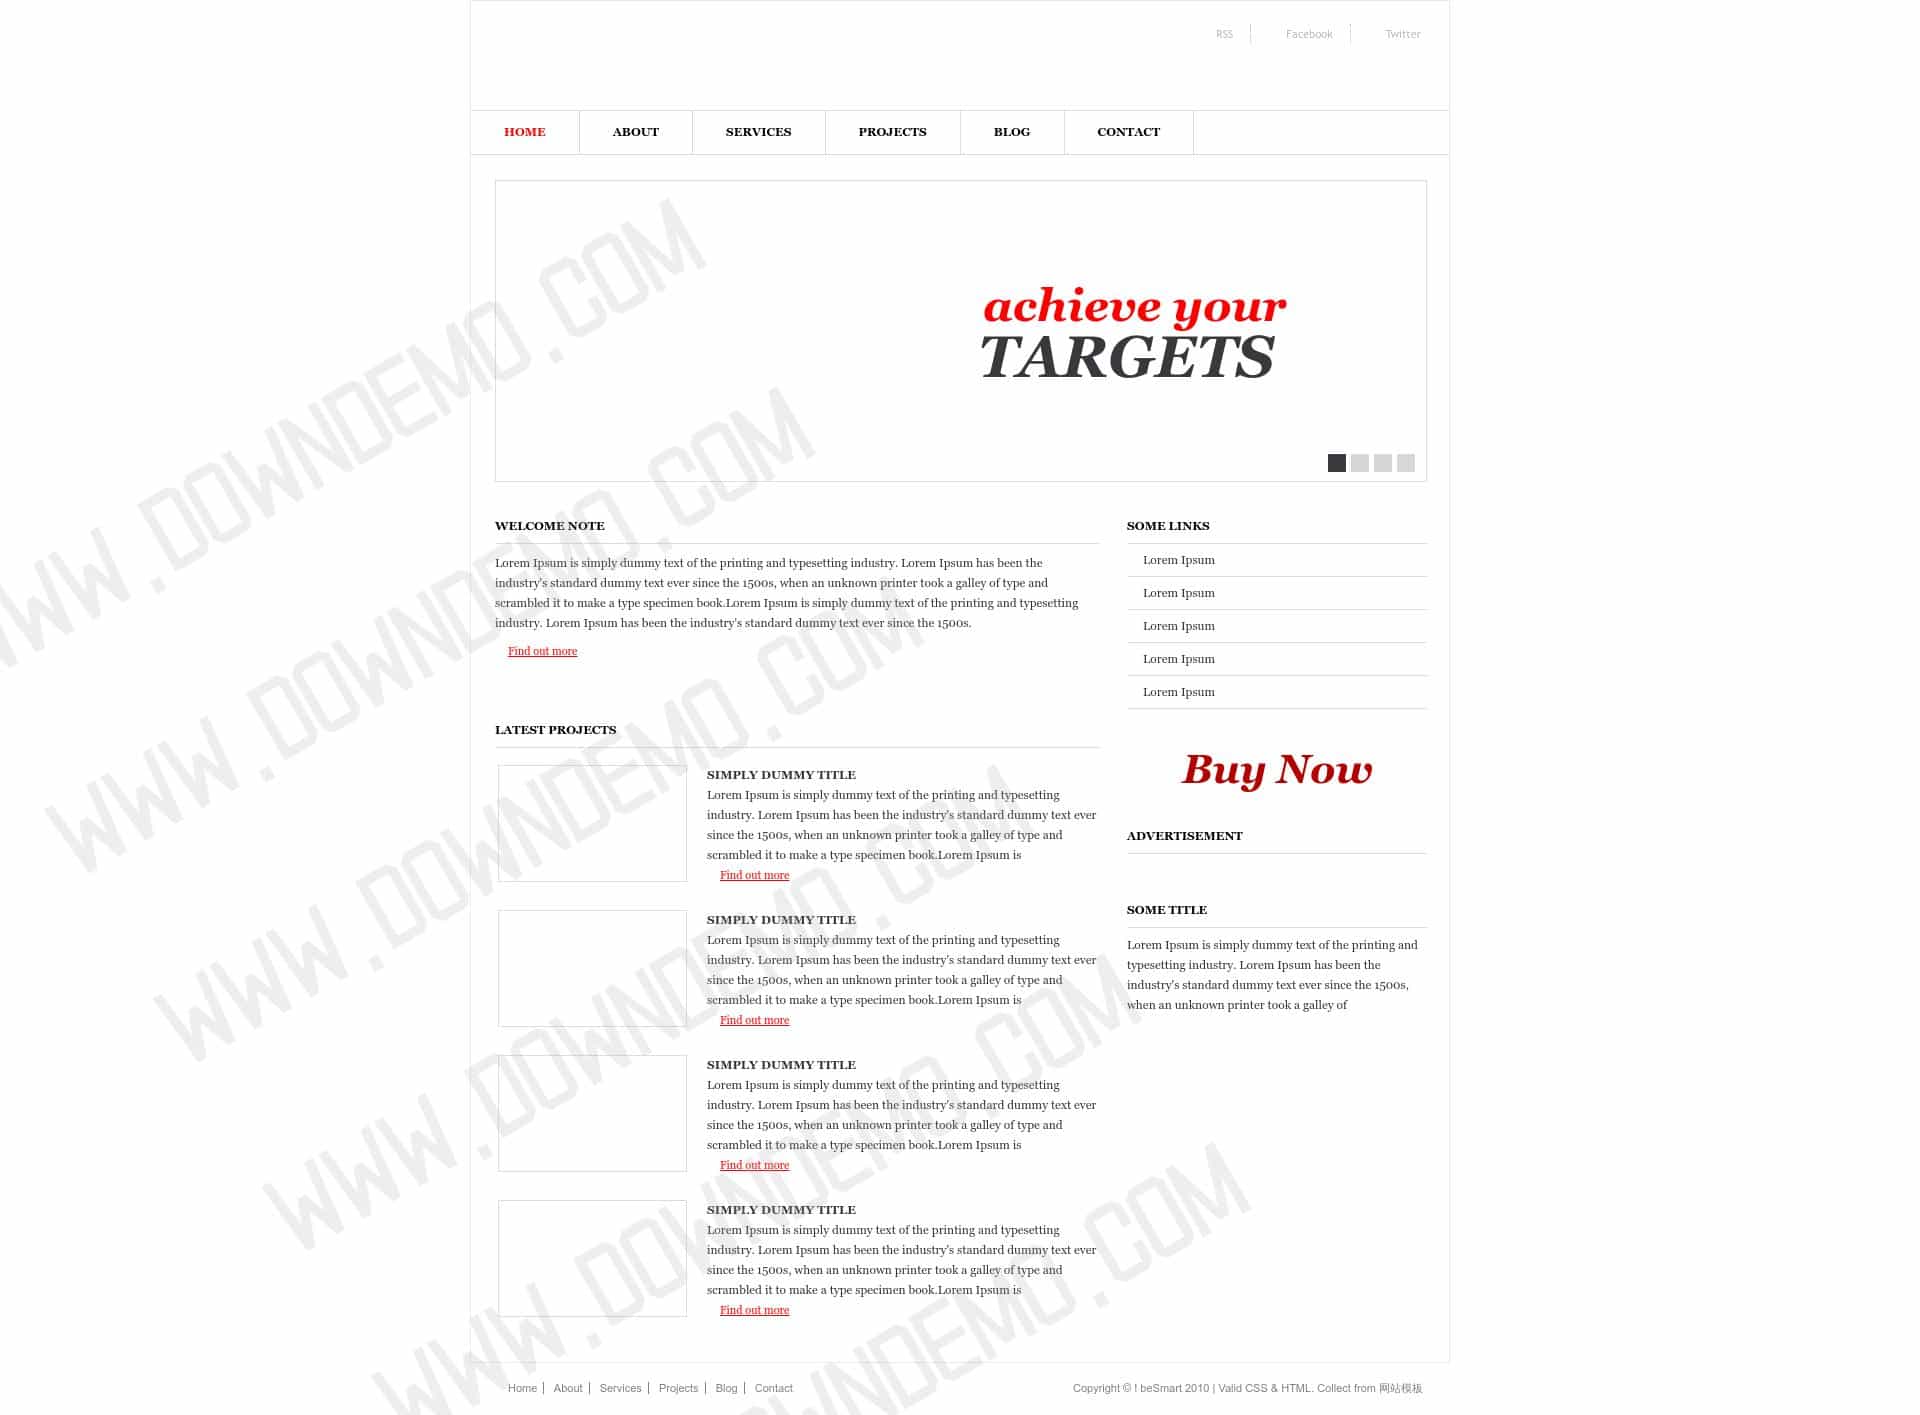 RSS
Facebook
Twitter
HOME
ABOUT
SERVICES
PROJECTS
BLOG
CONTACT
achieve your
TARGETS
WELCOME NOTE
Lorem Ipsum is simply dummy text of the printing and typesetting industry. Lorem Ipsum has been the
industry's standard dummy text ever since the 1500s, when an unknown printer took a galley of type and
scrambled it to make a type specimen book.Lorem Ipsum is simply dummy text of the printing and typesetting
industry. Lorem Ipsum has been the industry's standard dummy text ever since the 1500s.
Find out more
LATEST PROJECTS
SIMPLY DUMMY TITLE
Lorem Ipsum is simply dummy text of the printing and typesetting
industry. Lorem Ipsum has been the industry's standard dummy text ever
since the 1500s, when an unknown printer took a galley of type and
scrambled it to make a type specimen book.Lorem Ipsum is
Find out more
SIMPLY DUMMY TITLE
Lorem Ipsum is simply dummy text of the printing and typesetting
industry. Lorem Ipsum has been the industry's standard dummy text ever
since the 1500s, when an unknown printer took a galley of type and
scrambled it to make a type specimen book.Lorem Ipsum is
Find out more
SIMPLY DUMMY TITLE
Lorem Ipsum is simply dummy text of the printing and typesetting
industry. Lorem Ipsum has been the industry's standard dummy text ever
since the 1500s, when an unknown printer took a galley of type and
scrambled it to make a type specimen book.Lorem Ipsum is
Find out more
SIMPLY DUMMY TITLE
Lorem Ipsum is simply dummy text of the printing and typesetting
industry. Lorem Ipsum has been the industry's standard dummy text ever
since the 1500s, when an unknown printer took a galley of type and
scrambled it to make a type specimen book.Lorem Ipsum is
Find out more
SOME LINKS
Lorem Ipsum
Lorem Ipsum
Lorem Ipsum
Lorem Ipsum
Lorem Ipsum
Buy Now
ADVERTISEMENT
SOME TITLE
Lorem Ipsum is simply dummy text of the printing and
typesetting industry. Lorem Ipsum has been the
industry's standard dummy text ever since the 1500s,
when an unknown printer took a galley of
Home | About | Services | Projects | Blog | Contact
Copyright © ! beSmart 2010 | Valid CSS & HTML. Collect from 网站模板
WWW.DOWNDEMO.COM
WWW.DOWNDEMO.COM
WWW.DOWNDEMO.COM
WWW.DOWNDEMO.COM
WWW.DOWNDEMO.COM
OWNDEMO.COM